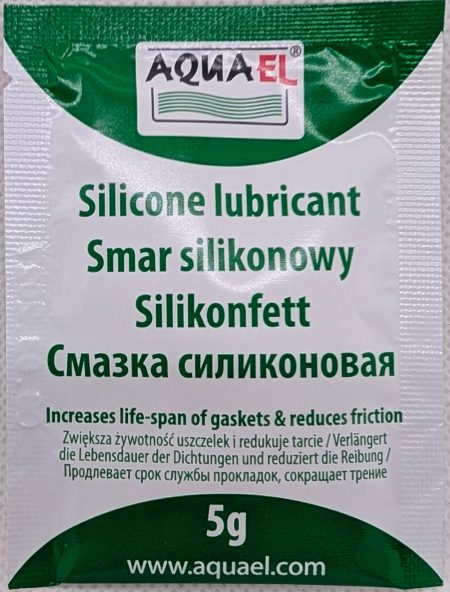 AQUAEL®
Silicone lubricant
Smar silikonowy
Silikonfett
Смазка силиконовая
Increases life-span of gaskets & reduces friction
Zwiększa żywotność uszczelek i redukuje tarcie / Verlängert
die Lebensdauer der Dichtungen und reduziert die Reibung /
Продлевает срок службы прокладок, сокращает трение
5g
www.aquael.com